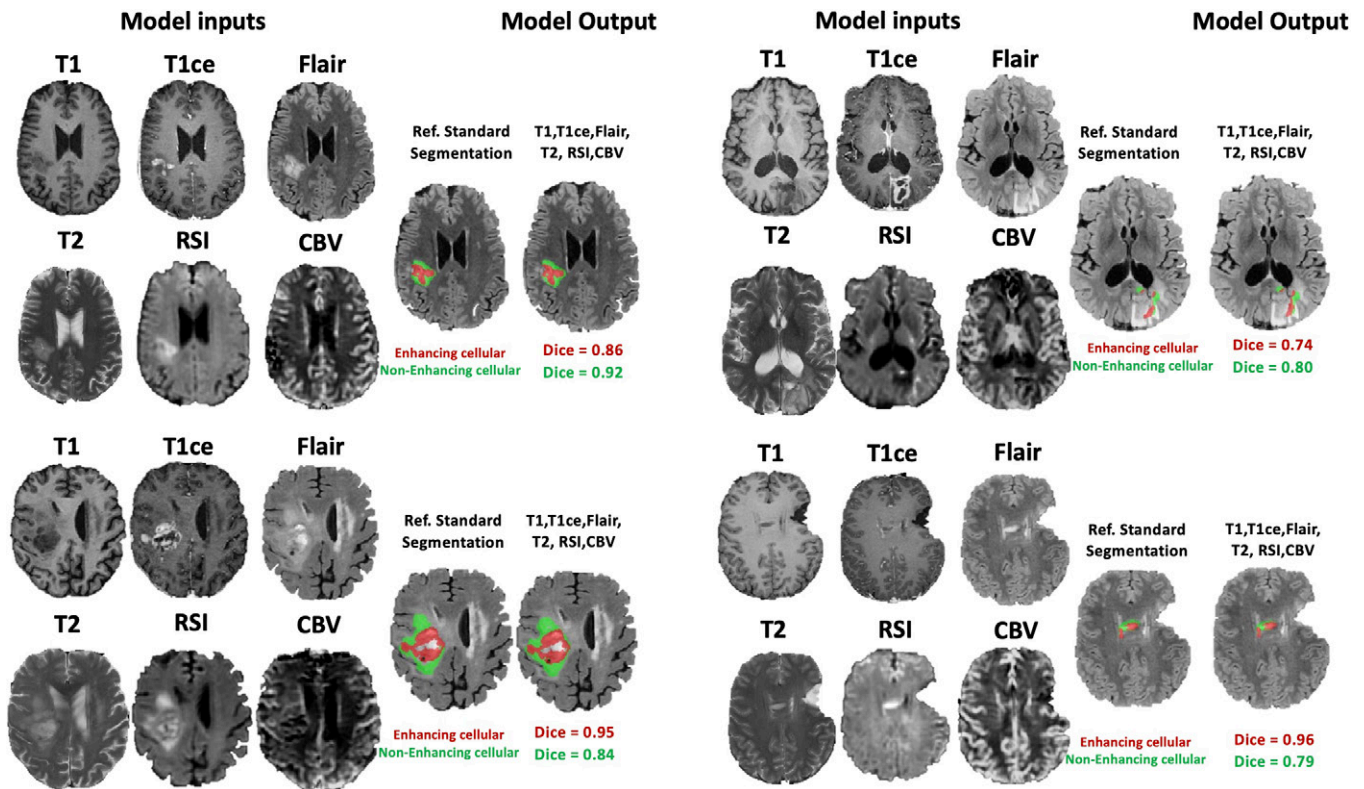 Model inputs
Model Output
T1
T1ce
Flair
Ref. Standard
Segmentation
T1,T1ce,Flair,
T2, RSI,CBV
T2
RSI
CBV
Enhancing cellular
Non-Enhancing cellular
Dice = 0.86
Dice = 0.92
Model inputs
Model Output
T1
T1ce
Flair
Ref. Standard
Segmentation
T1,T1ce,Flair,
T2, RSI,CBV
T2
RSI
CBV
Enhancing cellular
Non-Enhancing cellular
Dice = 0.74
Dice = 0.80
T1
T1ce
Flair
Ref. Standard
Segmentation
T1,T1ce,Flair,
T2, RSI,CBV
T2
RSI
CBV
Enhancing cellular
Non-Enhancing cellular
Dice = 0.95
Dice = 0.84
T1
T1ce
Flair
Ref. Standard
Segmentation
T1,T1ce,Flair,
T2, RSI,CBV
T2
RSI
CBV
Enhancing cellular
Non-Enhancing cellular
Dice = 0.96
Dice = 0.79